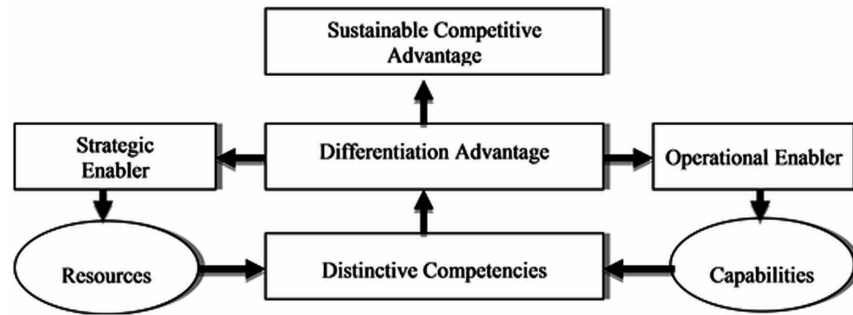 Sustainable Competitive
Advantage
Strategic
Enabler
Differentiation Advantage
Operational Enabler
Resources
Distinctive Competencies
Capabilities